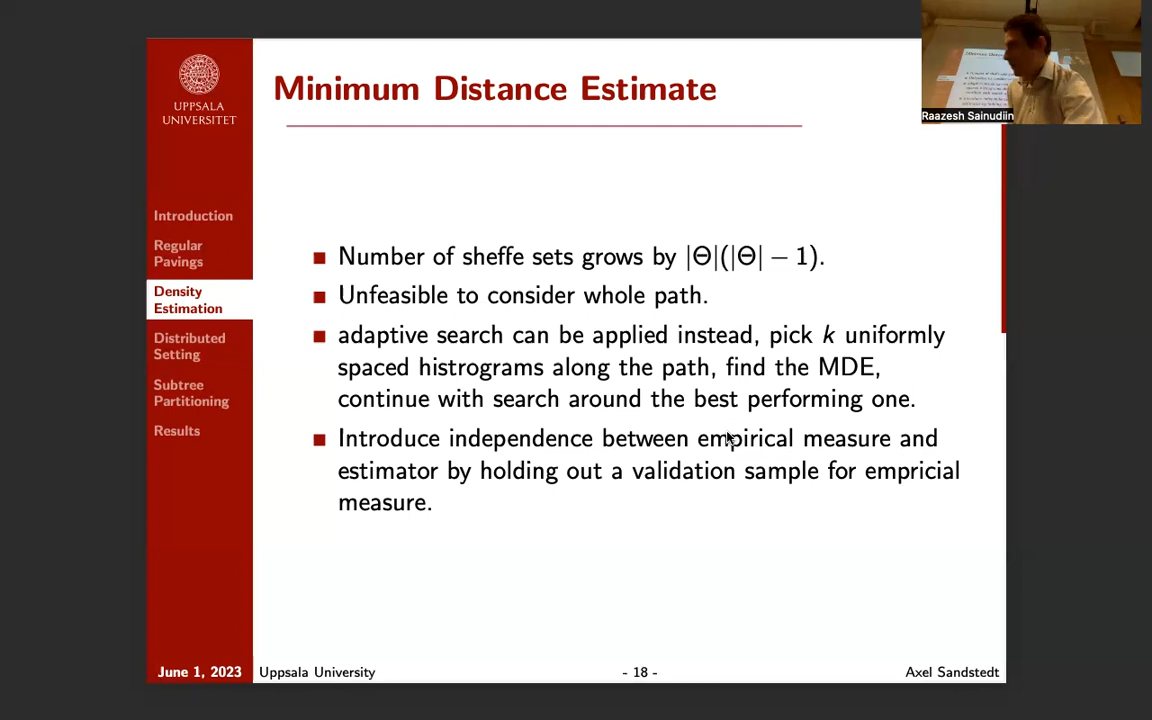 UPPSALA
UNIVERSITET
Minimum Distance Estimate
Raazesh Sainudiin
Introduction
Regular
Pavings
Density
Estimation
Distributed
Setting
Subtree
Partitioning
Results
Number of sheffe sets grows by |Θ|(|Θ| − 1).
Unfeasible to consider whole path.
adaptive search can be applied instead, pick k uniformly
spaced histrograms along the path, find the MDE,
continue with search around the best performing one.
Introduce independence between empirical measure and
estimator by holding out a validation sample for empricial
measure.
June 1, 2023
Uppsala University
- 18 -
Axel Sandstedt